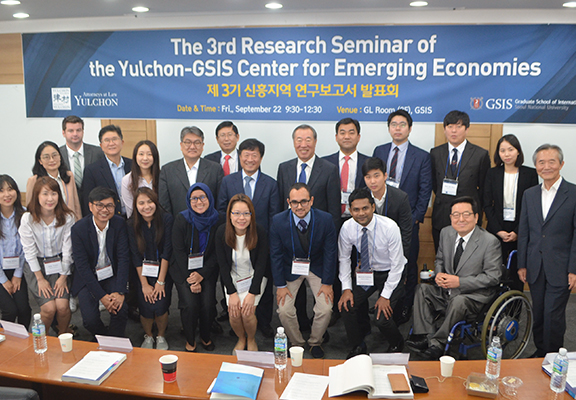 The 3rd Research Seminar of
the Yulchon-GSIS Center for Emerging Economies
제 3기 신흥지역 연구보고서 발표회
Date & Time : Fri., September 22 9:30-12:30 Venue : GL Room (2F), GSIS
Attorneys at Law
YULCHON
GSIS
Graduate School of International
Seoul National University